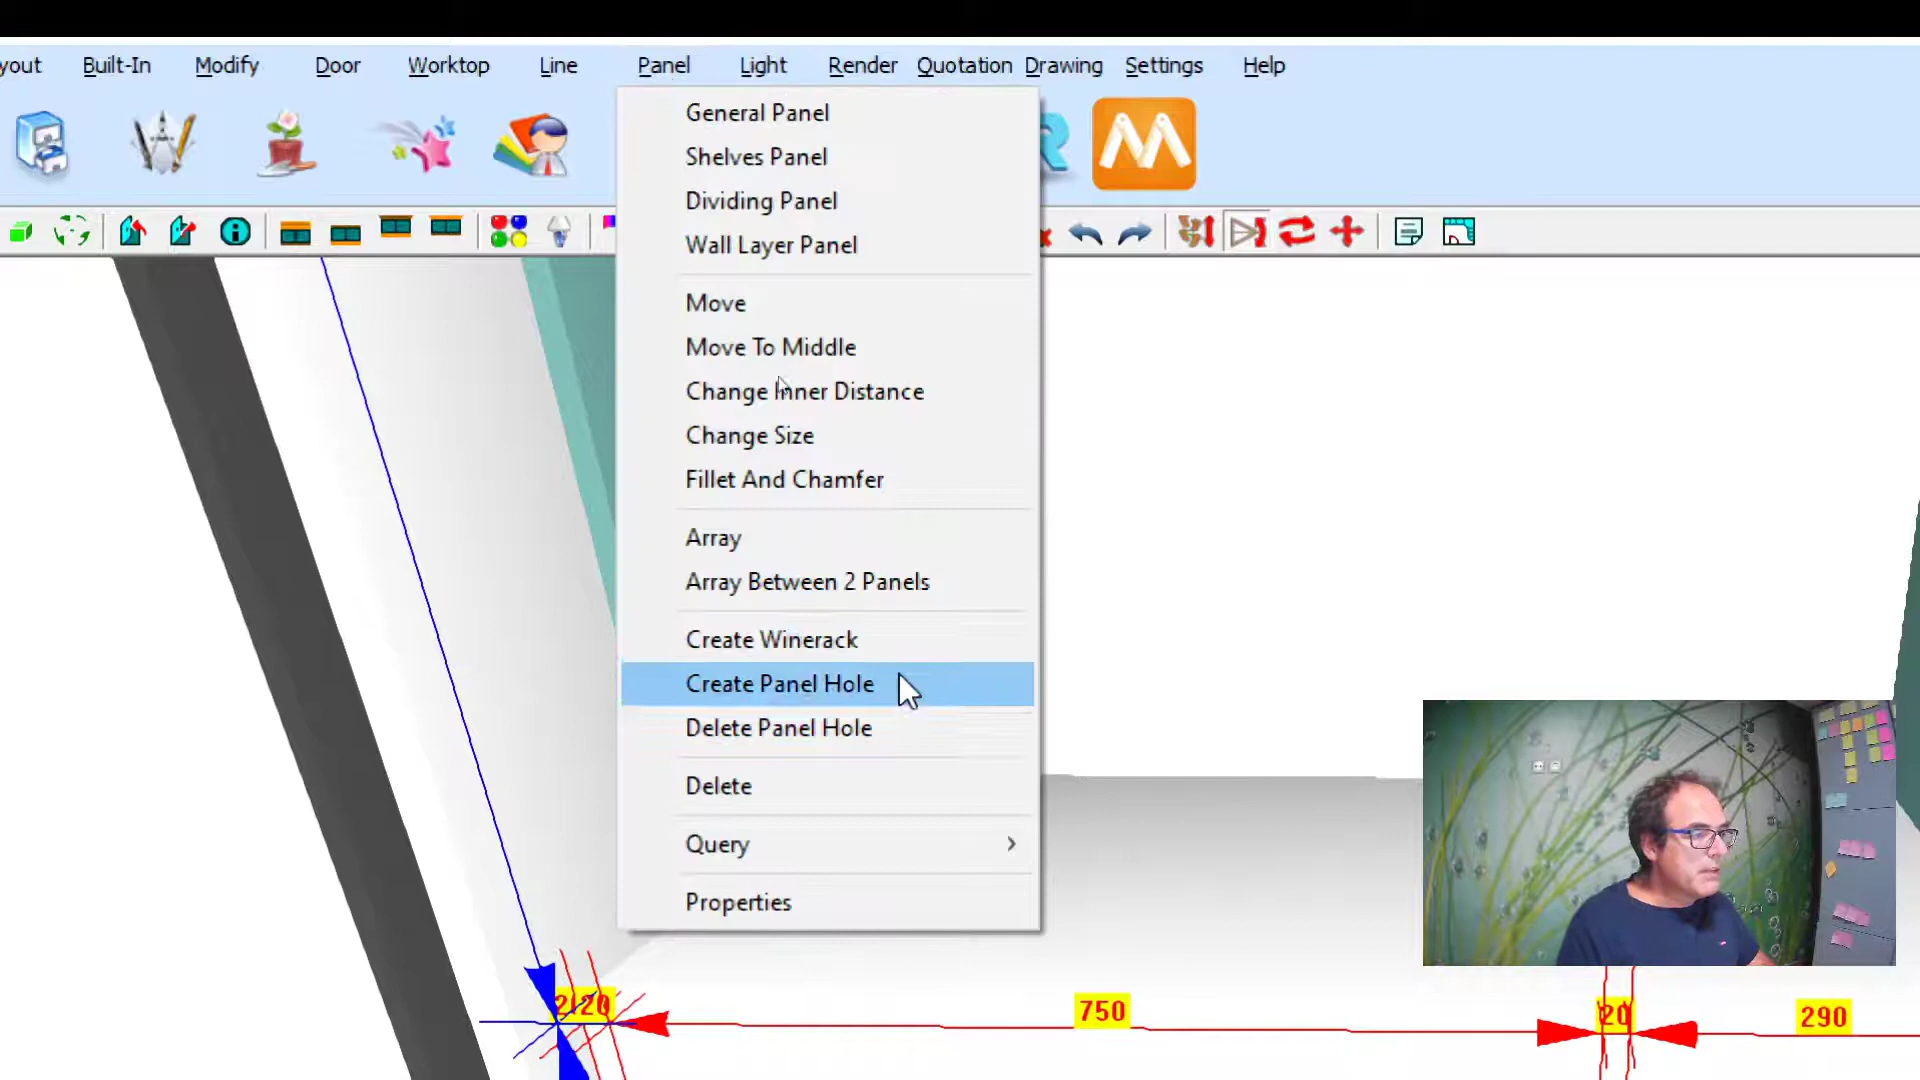 yout Built-In Modify Door Worktop Line Panel Light Render Quotation Drawing Settings Help
General Panel
Shelves Panel
Dividing Panel
Wall Layer Panel
Move
Move To Middle
Change Inner Distance
Change Size
Fillet And Chamfer
Array
Array Between 2 Panels
Create Winerack
Create Panel Hole
Delete Panel Hole
Delete
Query
Properties
20 750 20 290